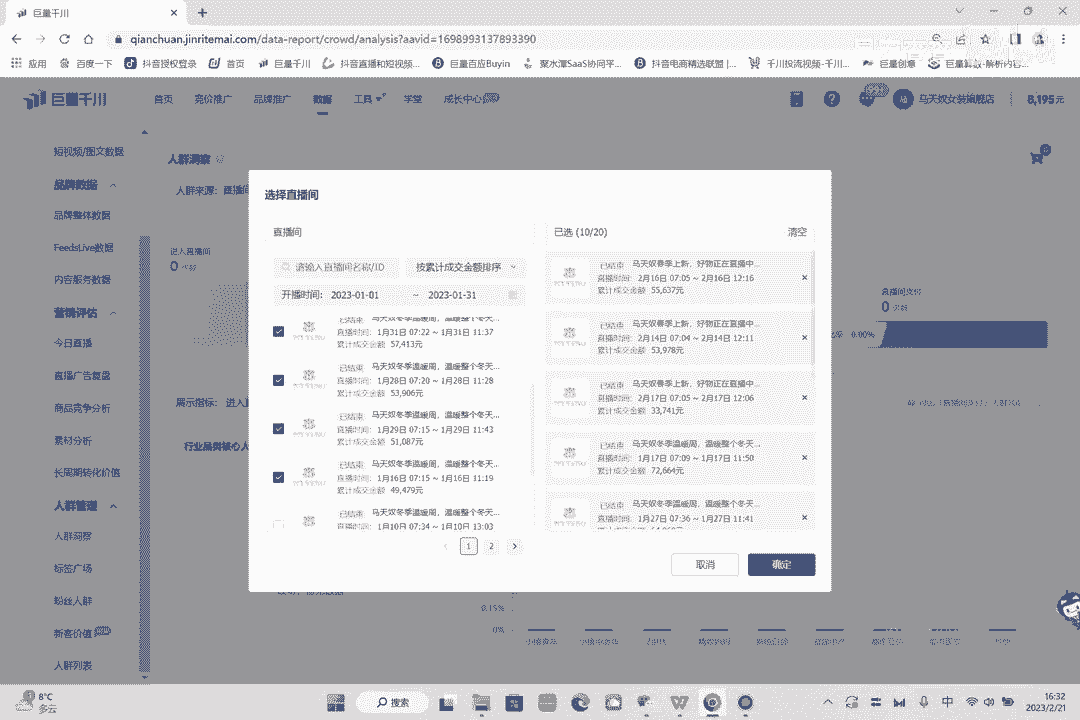 巨量千川
qianchuan.jinritemai.com/data-report/crowd/analysis?aavid=1698993137893390
应用
百度一下
抖音授权登录
首页
巨量千川
抖音直播和短视频...
巨量百应Buyin
聚水潭SaaS协同平...
抖音电商精选联盟 |...
千川投流视频-千川...
巨量创意
巨量算数-解析内容...
巨量千川
首页
竞价推广
品牌推广
数据
工具
学堂
成长中心
马天奴女装旗舰店
8,195元
短视频/图文数据
品牌数据
品牌整体数据
FeedsLive数据
内容服务数据
营销评估
今日直播
直播广告复盘
商品竞争分析
素材分析
长周期转化价值
人群管理
人群洞察
标签广场
粉丝人群
新客价值
人群列表
人群洞察
人群来源: 直播间
进入直播间
0
展示指标: 进入
行业品类核心人
0
0.00%
0.15%
0%
选择直播间
直播间
请输入直播间名称/ID
按累计成交金额排序
开播时间: 2023-01-01 ~ 2023-01-31
已结束 马天奴冬季温暖周，温暖整个冬天...
直播时间: 1月31日 07:22 ~ 1月31日 11:37
累计成交金额 57,413元
已结束 马天奴冬季温暖周，温暖整个冬天...
直播时间: 1月28日 07:20 ~ 1月28日 11:28
累计成交金额 53,906元
已结束 马天奴冬季温暖周，温暖整个冬天...
直播时间: 1月29日 07:15 ~ 1月29日 11:43
累计成交金额 51,087元
已结束 马天奴冬季温暖周，温暖整个冬天...
直播时间: 1月16日 07:15 ~ 1月16日 11:19
累计成交金额 49,479元
已结束 马天奴冬季温暖周，温暖整个冬天...
直播时间: 1月10日 07:34 ~ 1月10日 13:03
1
2
已选 (10/20)
清空
已结束 马天奴春季上新，好物正在直播中...
直播时间: 2月16日 07:05 ~ 2月16日 12:16
累计成交金额 55,637元
已结束 马天奴春季上新，好物正在直播中...
直播时间: 2月14日 07:04 ~ 2月14日 12:11
累计成交金额 53,978元
已结束 马天奴春季上新，好物正在直播中...
直播时间: 2月17日 07:05 ~ 2月17日 12:06
累计成交金额 33,741元
已结束 马天奴冬季温暖周，温暖整个冬天...
直播时间: 1月17日 07:09 ~ 1月17日 11:50
累计成交金额 72,664元
已结束 马天奴冬季温暖周，温暖整个冬天...
直播时间: 1月27日 07:36 ~ 1月27日 11:41
取消
确定
8°C
多云
搜索
中
16:32
2023/2/21